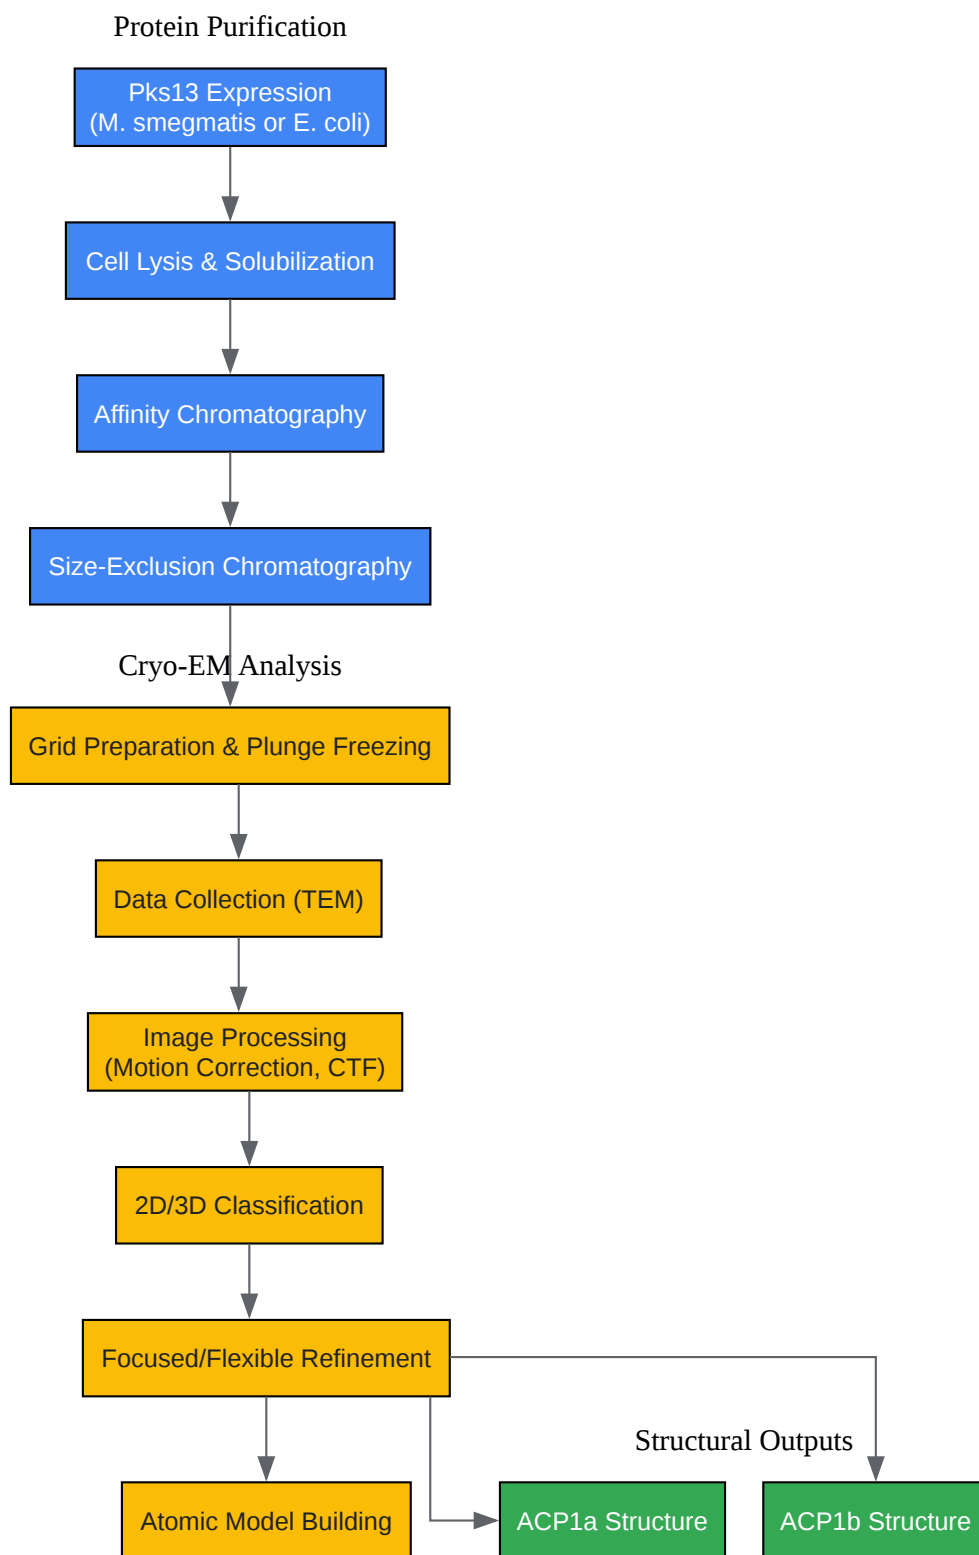 Protein Purification
Pks13 Expression
(M. smegmatis or E. coli)
Cell Lysis & Solubilization
Affinity Chromatography
Size-Exclusion Chromatography
Cryo-EM Analysis
Grid Preparation & Plunge Freezing
Data Collection (TEM)
Image Processing
(Motion Correction, CTF)
2D/3D Classification
Focused/Flexible Refinement
Structural Outputs
Atomic Model Building
ACP1a Structure
ACP1b Structure